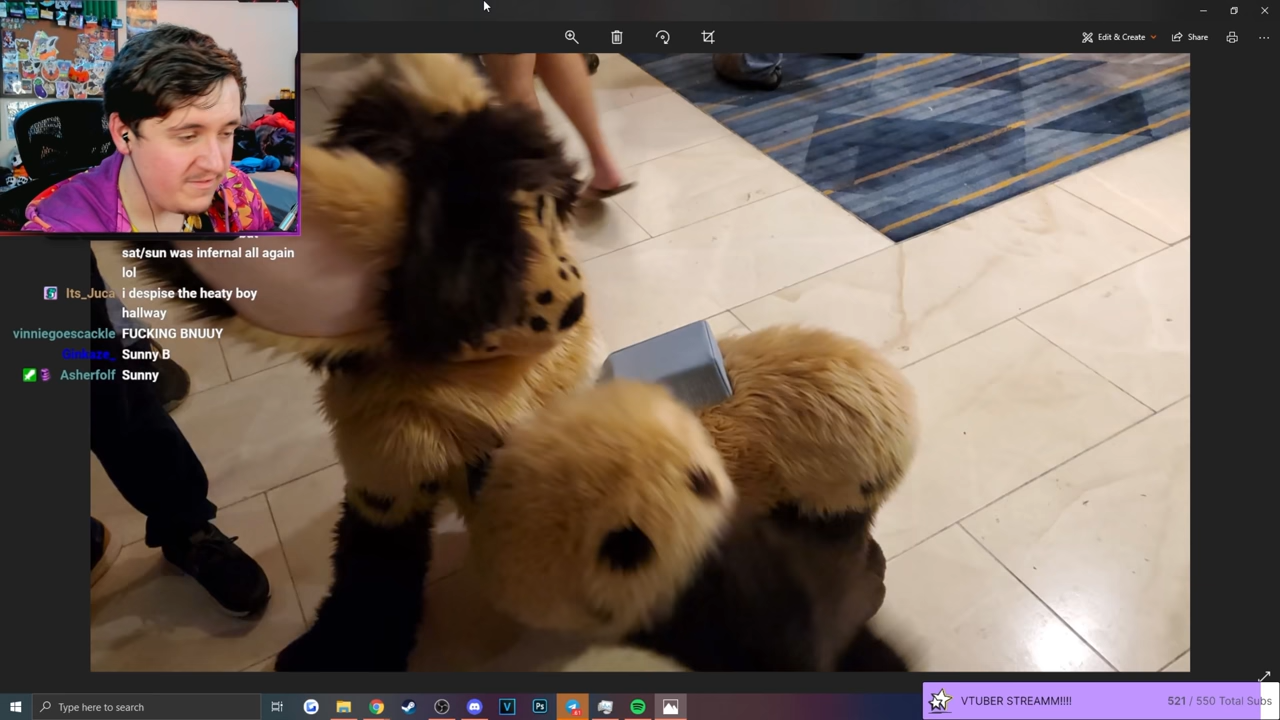 Edit & Create
Share
sat/sun was infernal all again
lol
Its_Juca i despise the heaty boy
hallway
vinniegoescackle FUCKING BNUUY
Sunny B
Asherfolf Sunny
Type here to search
VTUBER STREAMM!!!! 521 / 550 Total Subs